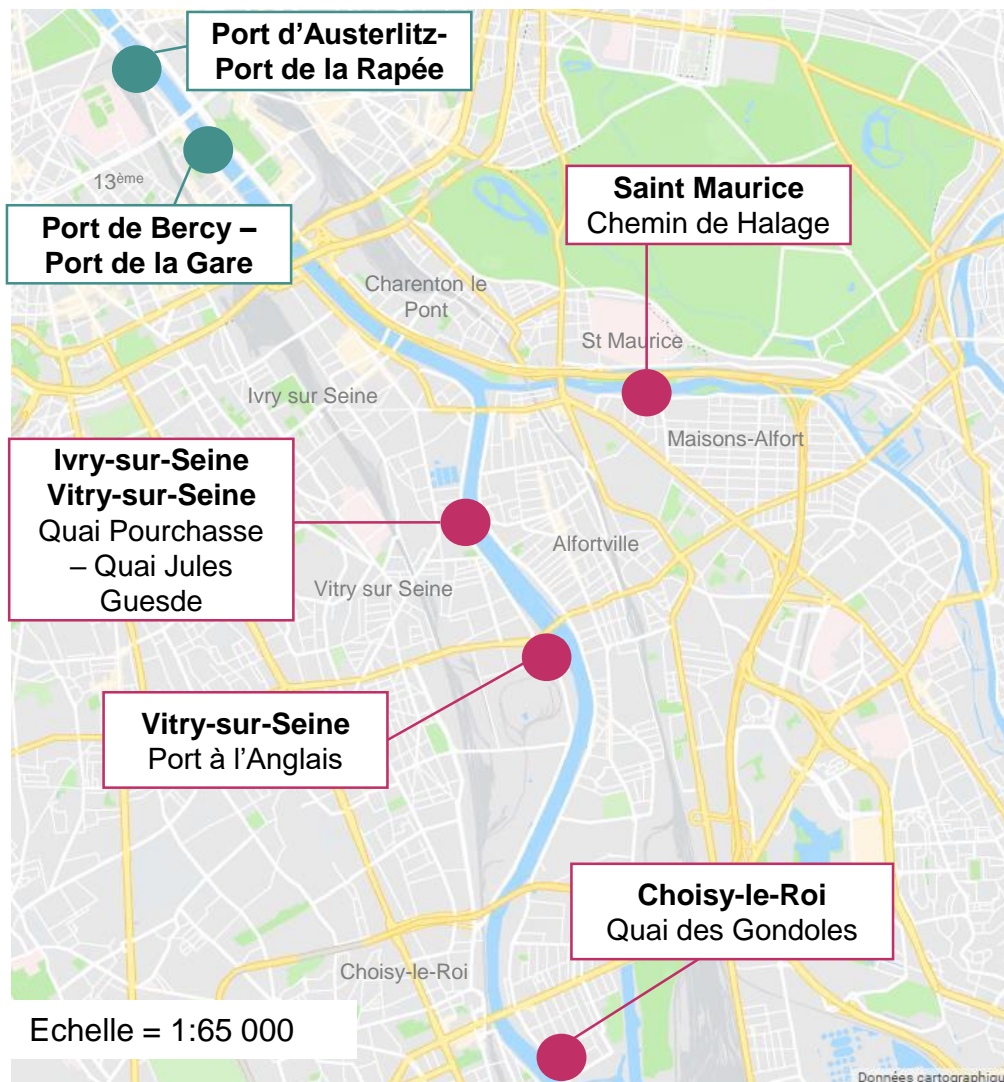 Port d’Austerlitz-
Port de la Rapée
13ème
Port de Bercy –
Port de la Gare
Saint Maurice
Chemin de Halage
Charenton le
Pont
St Maurice
Ivry sur Seine
Maisons-Alfort
Ivry-sur-Seine
Vitry-sur-Seine
Quai Pourchasse
– Quai Jules
Guesde
Alfortville
Vitry sur Seine
Vitry-sur-Seine
Port à l’Anglais
Choisy-le-Roi
Quai des Gondoles
Choisy-le-Roi
Echelle = 1:65 000
Données cartographiqu